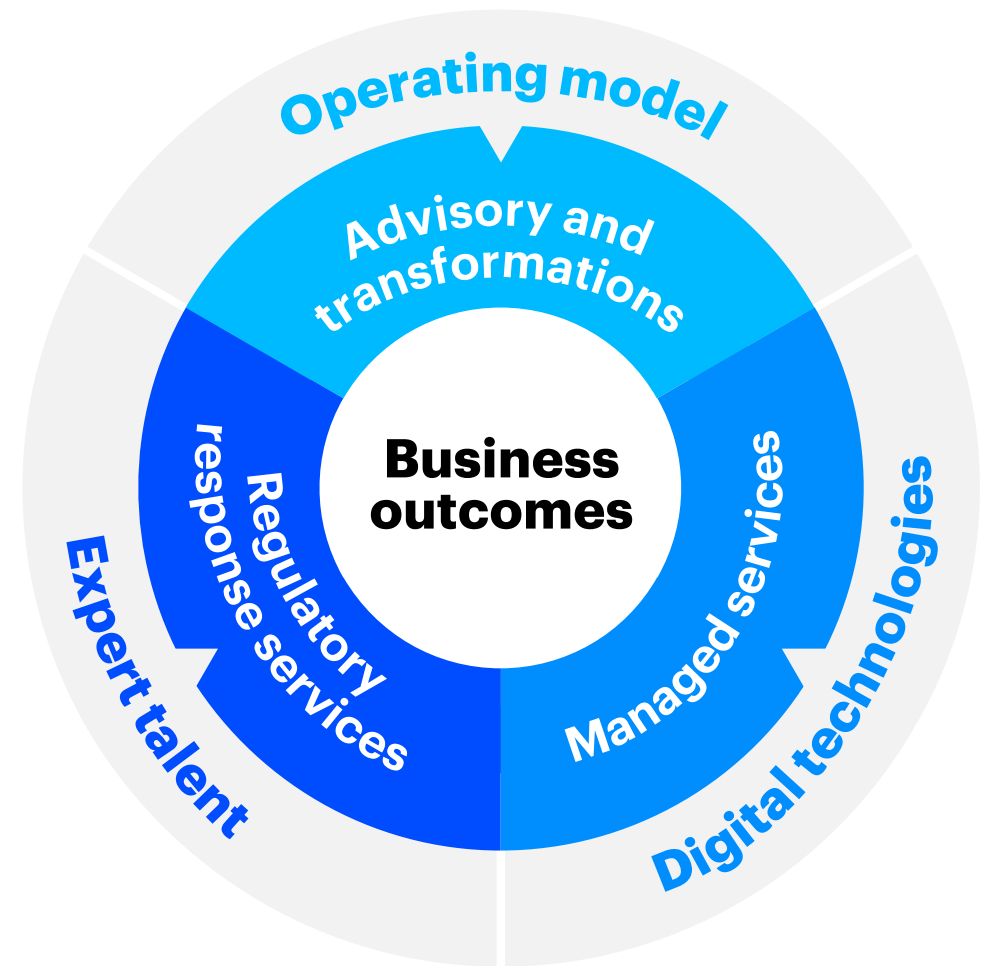 Operating model
Advisory and
transformations
Business
outcomes
Regulatory
response services
Managed services
Expert talent
Digital technologies